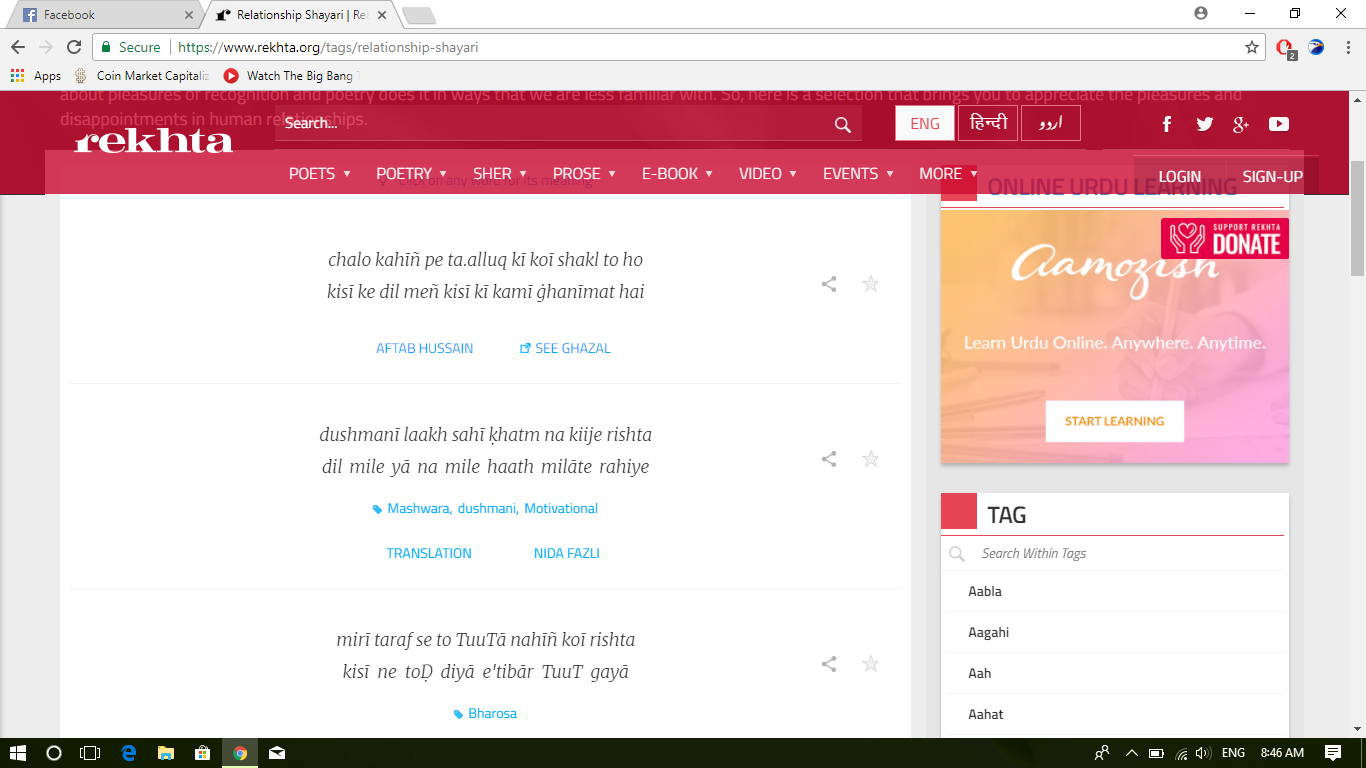 Facebook
Relationship Shayari | Re
Secure
https://www.rekhta.org/tags/relationship-shayari
2
Apps
Coin Market Capitaliz
Watch The Big Bang
about pleasures of recognition and poetry does it in ways that we are less familiar with. So, here is a selection that brings you to appreciate the pleasures and
disappointments in human relationships.
rekhta
Search...
ENG
हिन्दी
اردو
POETS
POETRY
SHER
PROSE
E-BOOK
VIDEO
EVENTS
MORE
LOGIN
SIGN-UP
Click on any word for its meaning
ONLINE URDU LEARNING
chalo kahīñ pe ta.alluq kī koī shakl to ho
kisī ke dil meñ kisī kī kamī ġhanīmat hai
AFTAB HUSSAIN
SEE GHAZAL
SUPPORT REKHTA
DONATE
Aamozish
Learn Urdu Online. Anywhere. Anytime.
START LEARNING
dushmanī laakh sahī ḳhatm na kiije rishta
dil mile yā na mile haath milāte rahiye
Mashwara, dushmani, Motivational
TRANSLATION
NIDA FAZLI
TAG
Search Within Tags
Aabla
Aagahi
Aah
Aahat
mirī taraf se to TuuTā nahīñ koī rishta
kisī ne toḌ diyā e'tibār TuuT gayā
Bharosa
ENG
8:46 AM